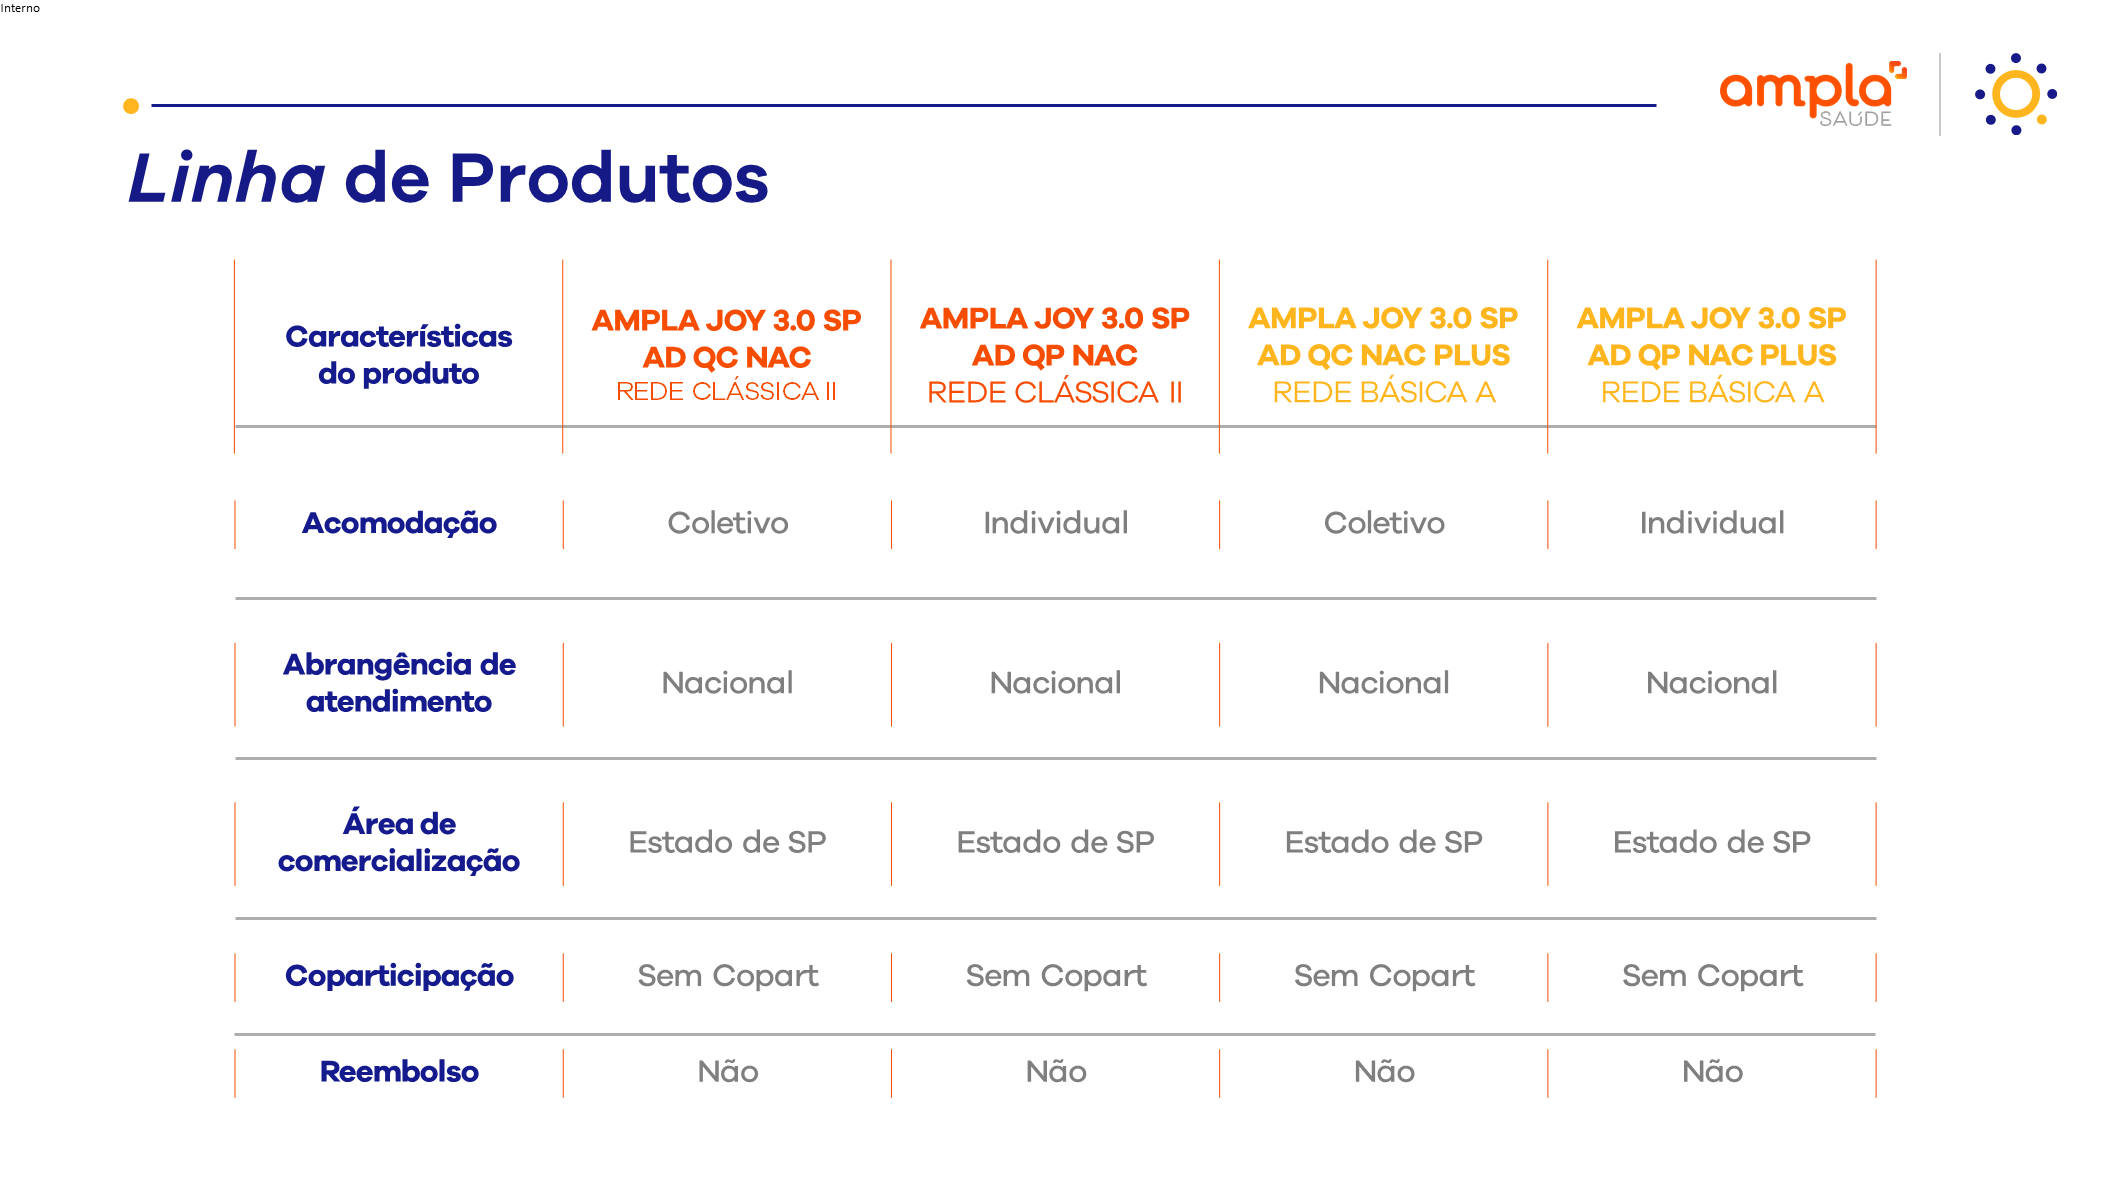 Interno
ampla
SAÚDE
Linha de Produtos
Características
do produto
AMPLA JOY 3.0 SP
AD QC NAC
REDE CLÁSSICA II
AMPLA JOY 3.0 SP
AD QP NAC
REDE CLÁSSICA II
AMPLA JOY 3.0 SP
AD QC NAC PLUS
REDE BÁSICA A
AMPLA JOY 3.0 SP
AD QP NAC PLUS
REDE BÁSICA A
Acomodação
Coletivo
Individual
Coletivo
Individual
Abrangência de
atendimento
Nacional
Nacional
Nacional
Nacional
Área de
comercialização
Estado de SP
Estado de SP
Estado de SP
Estado de SP
Coparticipação
Sem Copart
Sem Copart
Sem Copart
Sem Copart
Reembolso
Não
Não
Não
Não